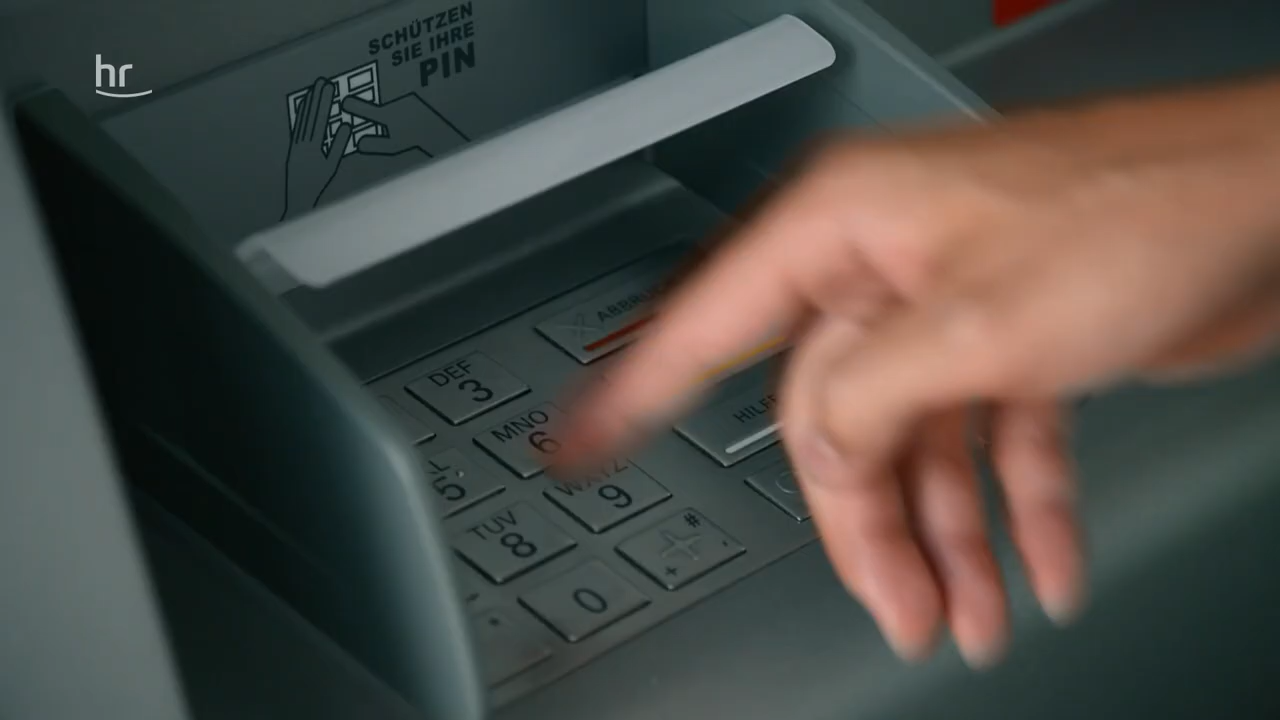 hr
SCHÜTZEN
SIE IHRE
PIN
DEF
3
MNO
6
5
WXYZ
9
TUV
8
#
+
0
HILFE